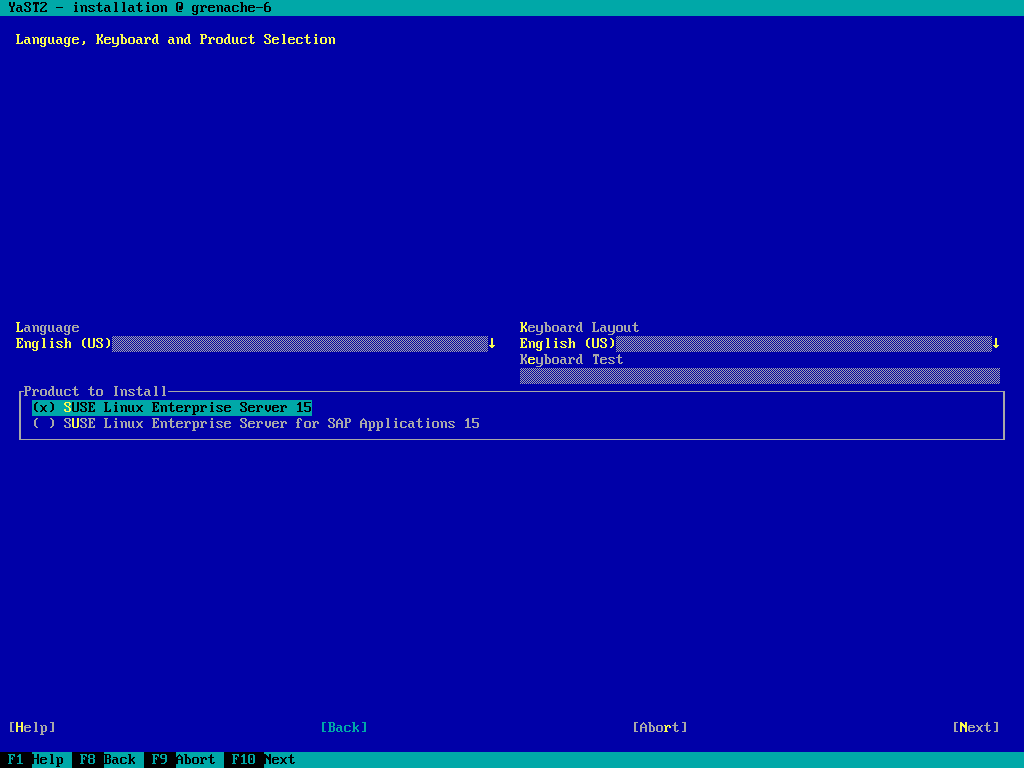 YaST2 - installation @ grenache-6
Language, Keyboard and Product Selection
Language
English (US)↓
Keyboard Layout
English (US)↓
Keyboard Test
Product to Install
(x) SUSE Linux Enterprise Server 15
( ) SUSE Linux Enterprise Server for SAP Applications 15
[Help] [Back] [Abort] [Next]
F1 Help F8 Back F9 Abort F10 Next